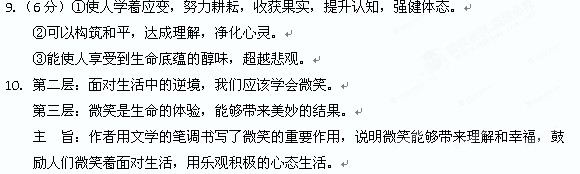 9.（6分）①使人学着应变，努力耕耘，收获果实，提升认知，强健体态。
②可以构筑和平，达成理解，净化心灵。
③能使人享受到生命底蕴的醇味，超越悲观。
10. 第二层：面对生活中的逆境，我们应该学会微笑。
第三层：微笑是生命的体验，能够带来美妙的结果。
主　旨：作者用文学的笔调书写了微笑的重要作用，说明微笑能够带来理解和幸福，鼓
励人们微笑着面对生活，用乐观积极的心态生活。